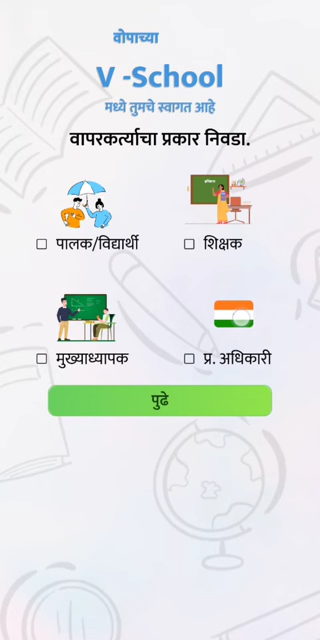 वोपाच्या
V -School
मध्ये तुमचे स्वागत आहे
वापरकर्त्याचा प्रकार निवडा.
पालक/विद्यार्थी
शिक्षक
मुख्याध्यापक
प्र. अधिकारी
पुढे